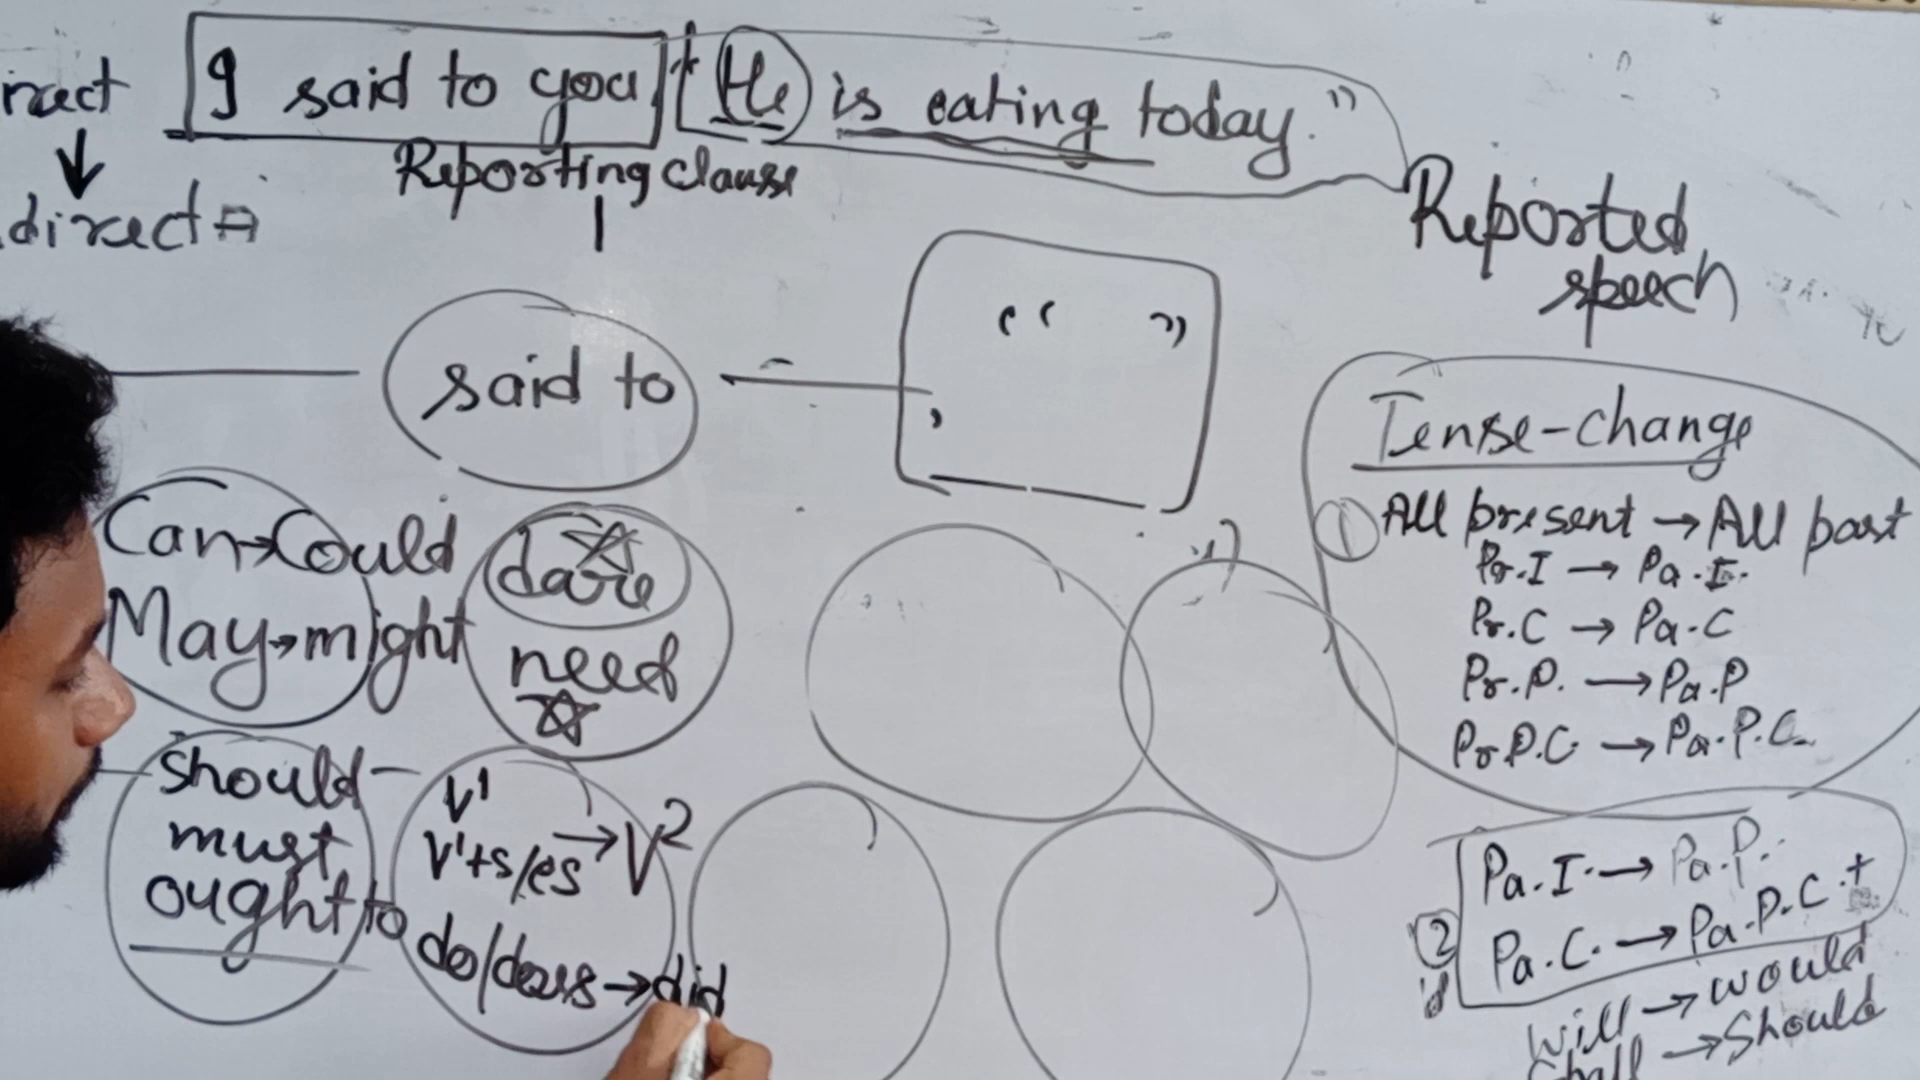 irect
↓
.direct
I said to you, "He is eating today."
Reporting clause
Reported
speech
said to
" "
,
Can→Could
May→might
dare
need
should
must
ought to
V¹
V¹+s/es → V²
do/does → did
Tense-change
① All present → All past
Pr.I → Pa.I.
Pr.C → Pa.C
Pr.P. → Pa.P
Pr.P.C. → Pa.P.C.
② Pa.I. → Pa.P.
Pa.C. → Pa.P.C.+
Will → would
Shall → Should